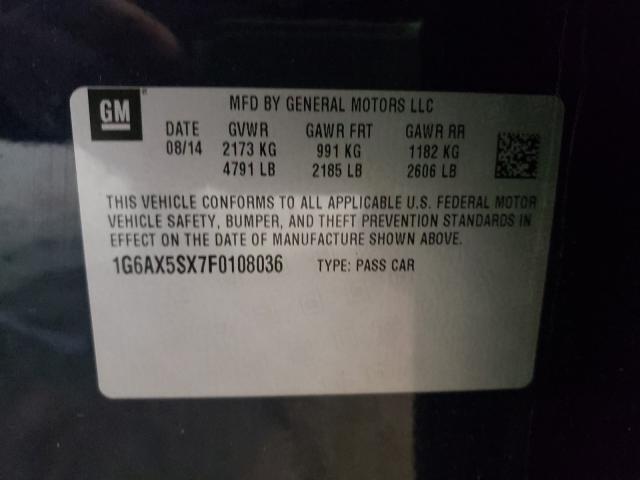 GM
MFD BY GENERAL MOTORS LLC
DATE GVWR GAWR FRT GAWR RR
08/14 2173 KG 991 KG 1182 KG
4791 LB 2185 LB 2606 LB
THIS VEHICLE CONFORMS TO ALL APPLICABLE U.S. FEDERAL MOTOR
VEHICLE SAFETY, BUMPER, AND THEFT PREVENTION STANDARDS IN
EFFECT ON THE DATE OF MANUFACTURE SHOWN ABOVE.
1G6AX5SX7F0108036 TYPE: PASS CAR